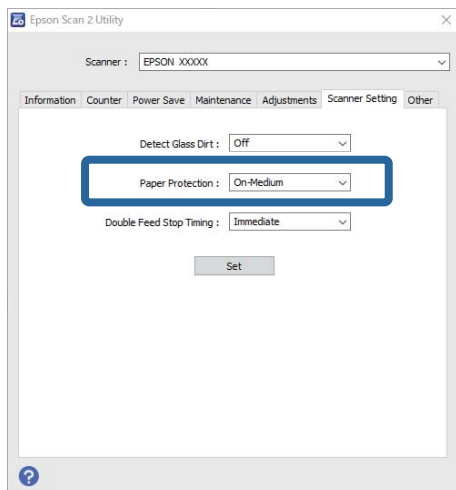 Epson Scan 2 Utility
Scanner : EPSON XXXXX
Information Counter Power Save Maintenance Adjustments Scanner Setting Other
Detect Glass Dirt : Off
Paper Protection : On-Medium
Double Feed Stop Timing : Immediate
Set
?